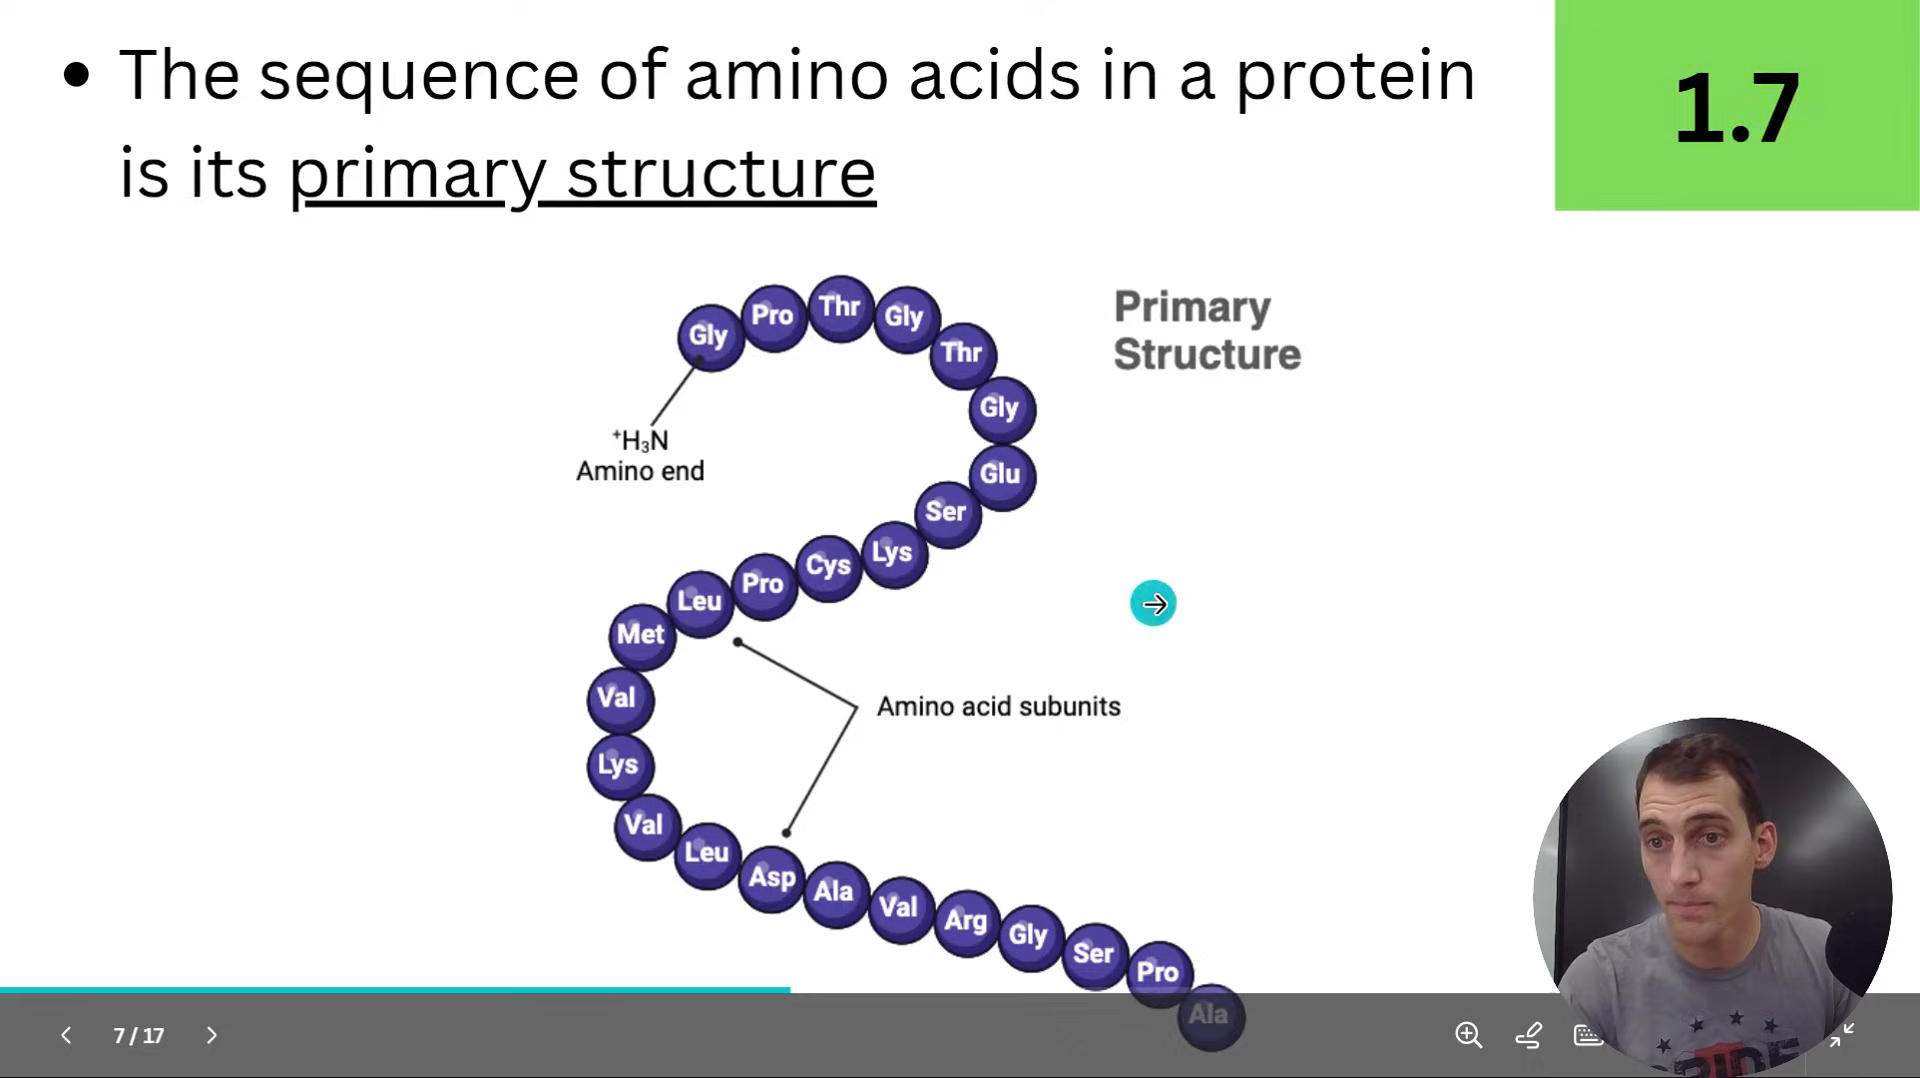 • The sequence of amino acids in a protein
is its primary structure
1.7
Primary
Structure
Gly
Pro
Thr
Gly
Thr
Gly
Glu
Ser
Lys
Cys
Pro
Leu
Met
Val
Lys
Val
Leu
Asp
Ala
Val
Arg
Gly
Ser
Pro
Ala
⁺H₃N
Amino end
Amino acid subunits
7 / 17